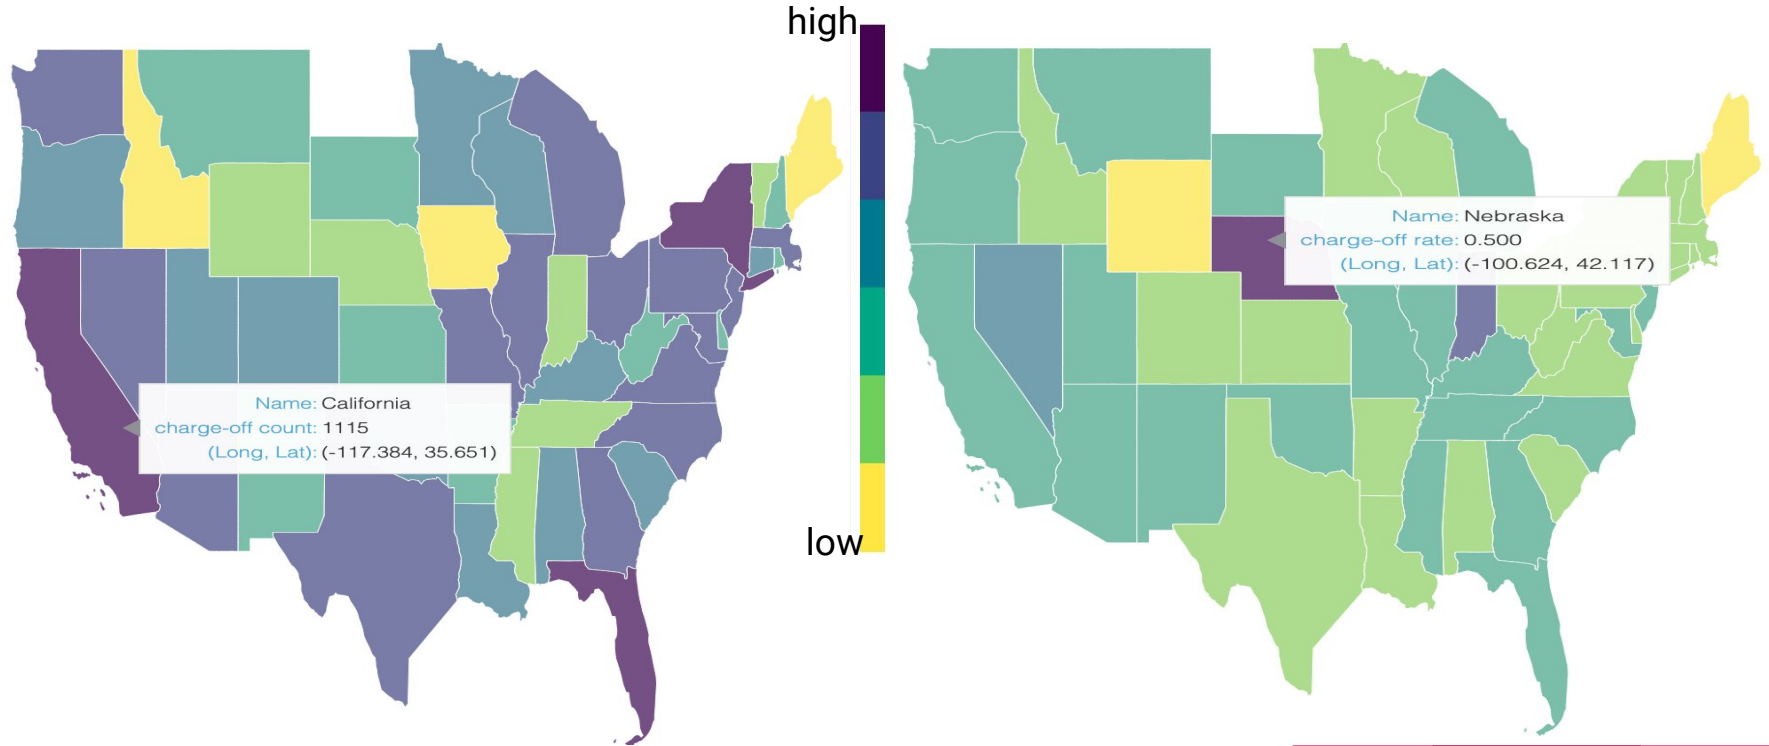 high
low
Name: California
charge-off count: 1115
(Long, Lat): (-117.384, 35.651)
Name: Nebraska
charge-off rate: 0.500
(Long, Lat): (-100.624, 42.117)